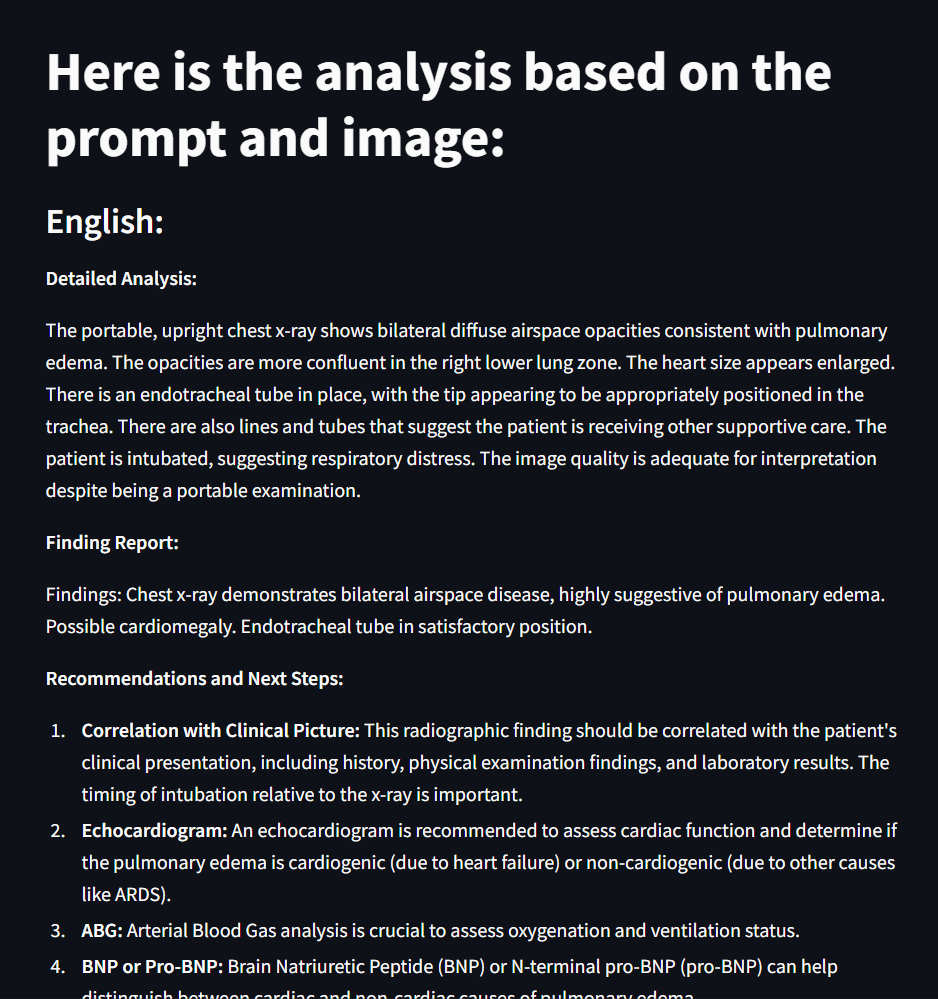 Here is the analysis based on the
prompt and image:
English:
Detailed Analysis:
The portable, upright chest x-ray shows bilateral diffuse airspace opacities consistent with pulmonary
edema. The opacities are more confluent in the right lower lung zone. The heart size appears enlarged.
There is an endotracheal tube in place, with the tip appearing to be appropriately positioned in the
trachea. There are also lines and tubes that suggest the patient is receiving other supportive care. The
patient is intubated, suggesting respiratory distress. The image quality is adequate for interpretation
despite being a portable examination.
Finding Report:
Findings: Chest x-ray demonstrates bilateral airspace disease, highly suggestive of pulmonary edema.
Possible cardiomegaly. Endotracheal tube in satisfactory position.
Recommendations and Next Steps:
1. Correlation with Clinical Picture: This radiographic finding should be correlated with the patient's
clinical presentation, including history, physical examination findings, and laboratory results. The
timing of intubation relative to the x-ray is important.
2. Echocardiogram: An echocardiogram is recommended to assess cardiac function and determine if
the pulmonary edema is cardiogenic (due to heart failure) or non-cardiogenic (due to other causes
like ARDS).
3. ABG: Arterial Blood Gas analysis is crucial to assess oxygenation and ventilation status.
4. BNP or Pro-BNP: Brain Natriuretic Peptide (BNP) or N-terminal pro-BNP (pro-BNP) can help
distinguish between cardiac and non-cardiac causes of pulmonary edema.